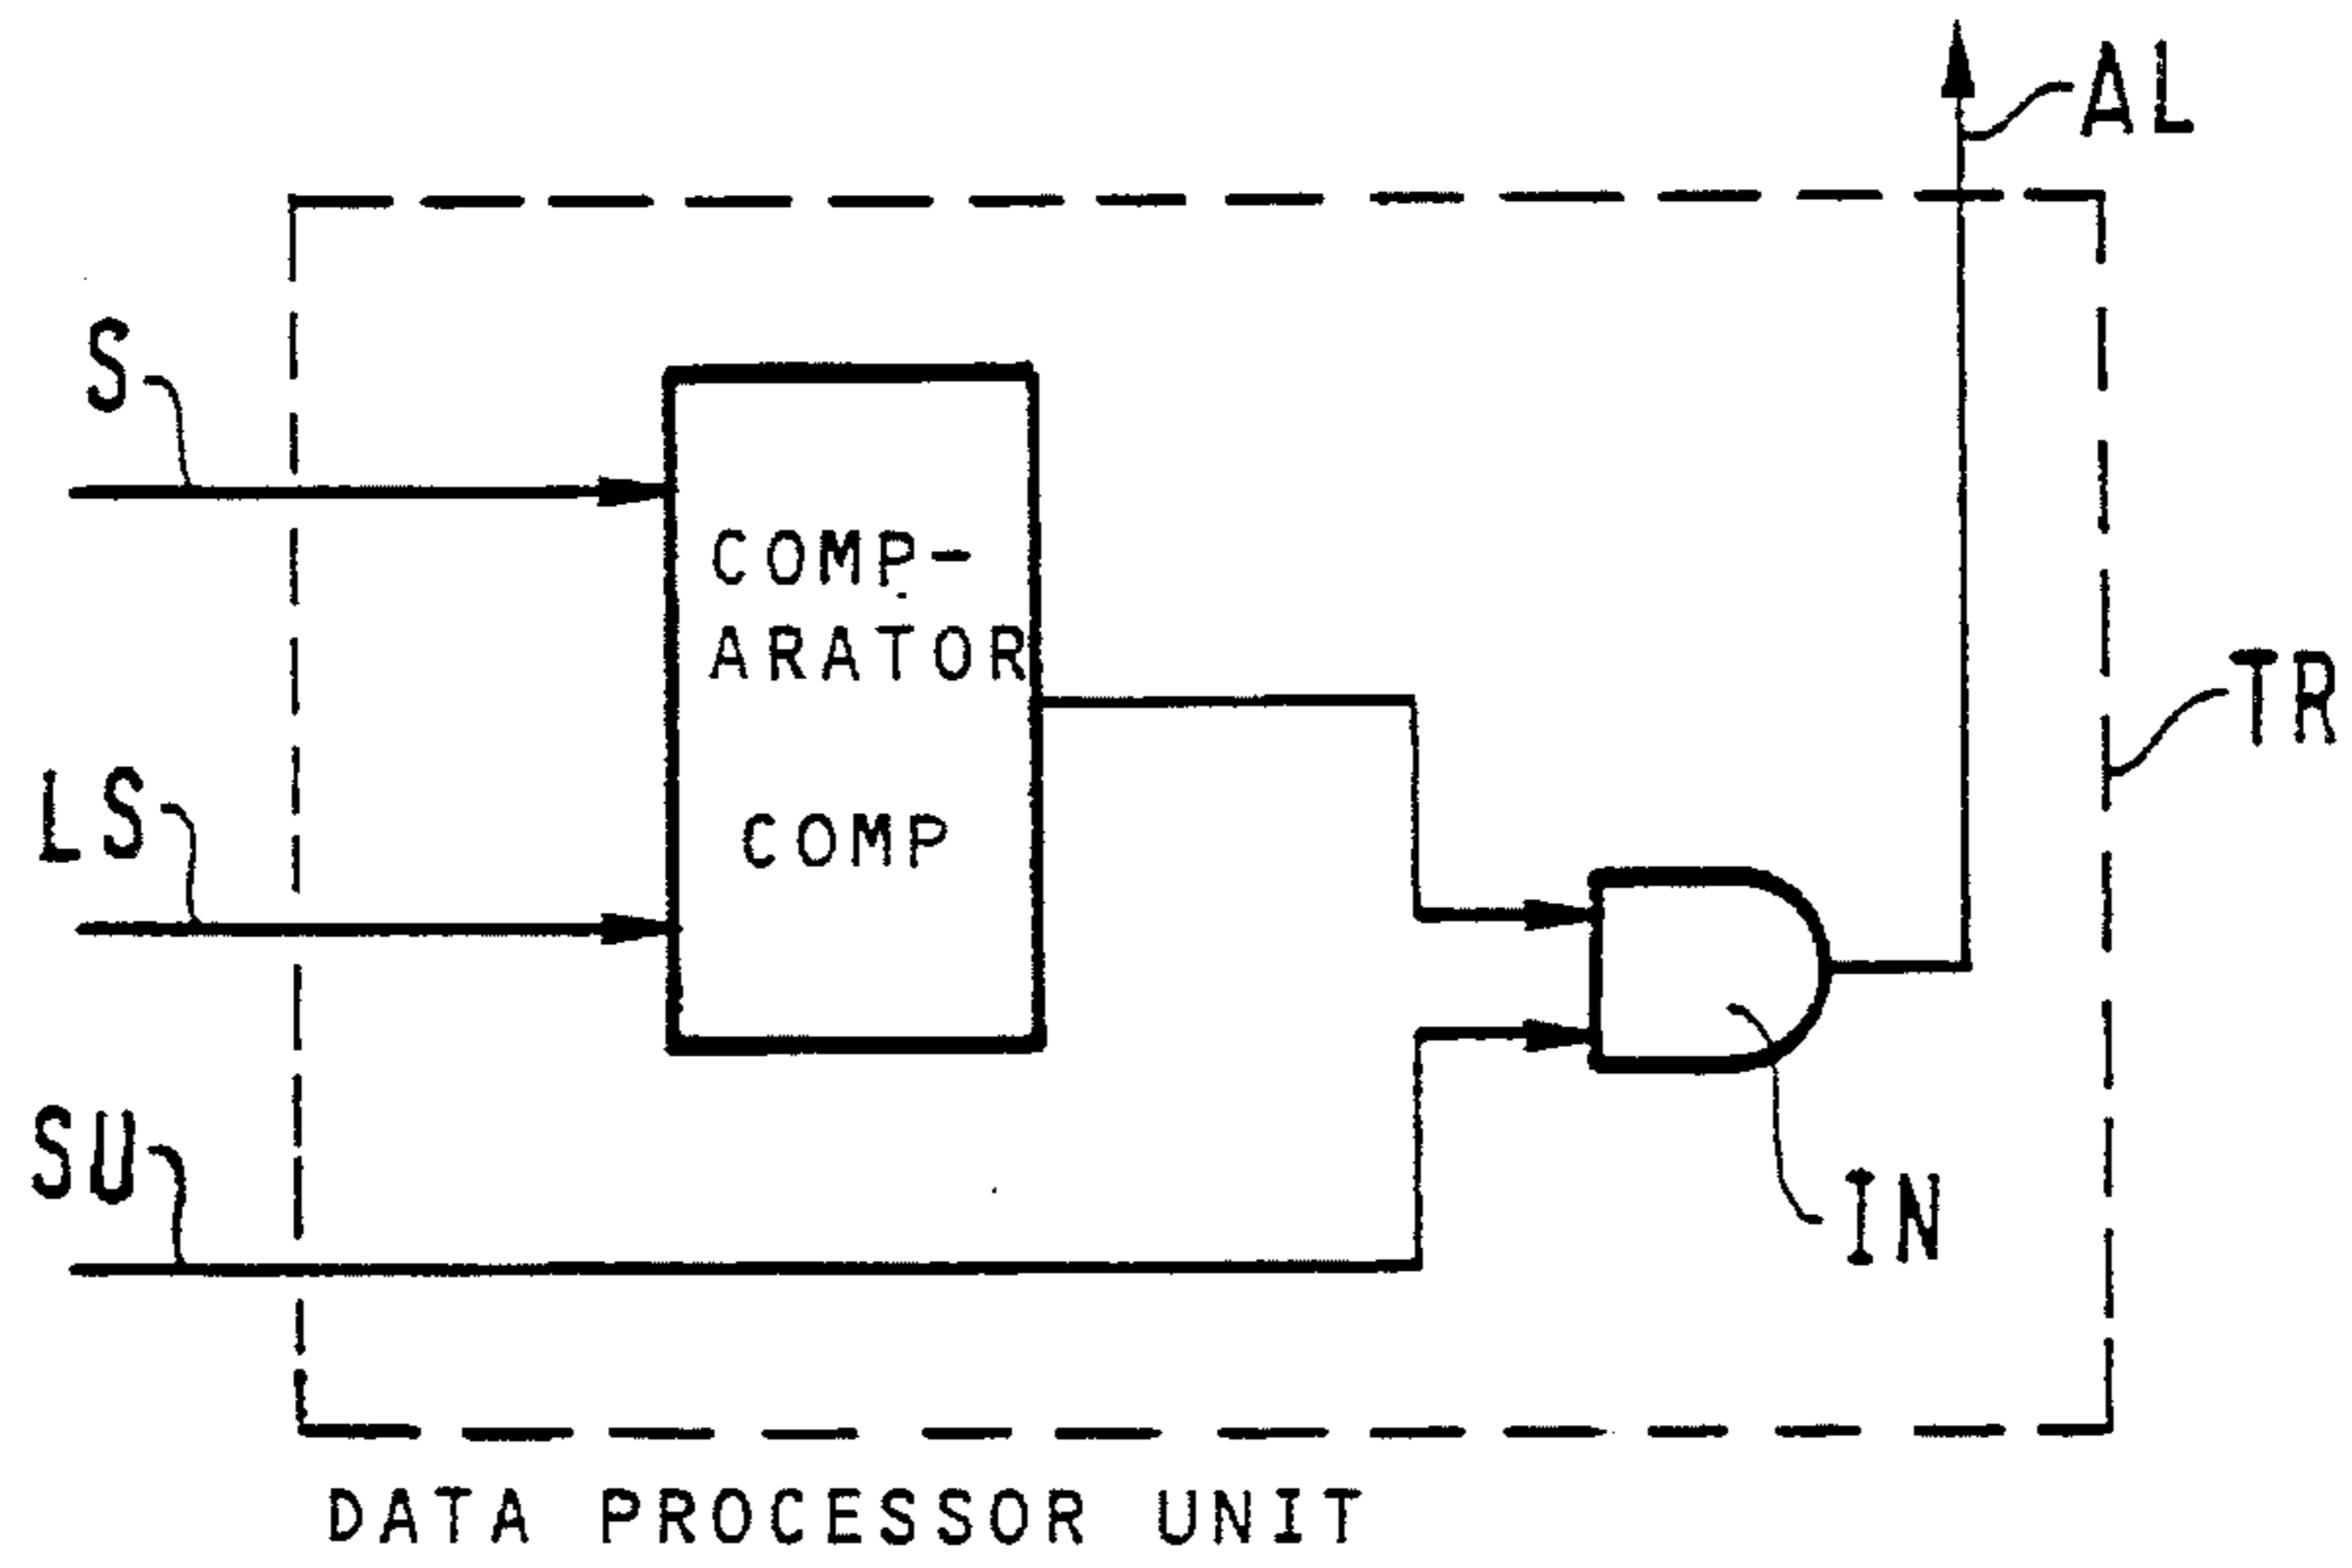 AL
S
COMP-
ARATOR
TR
LS
COMP
SU
IN
DATA PROCESSOR UNIT